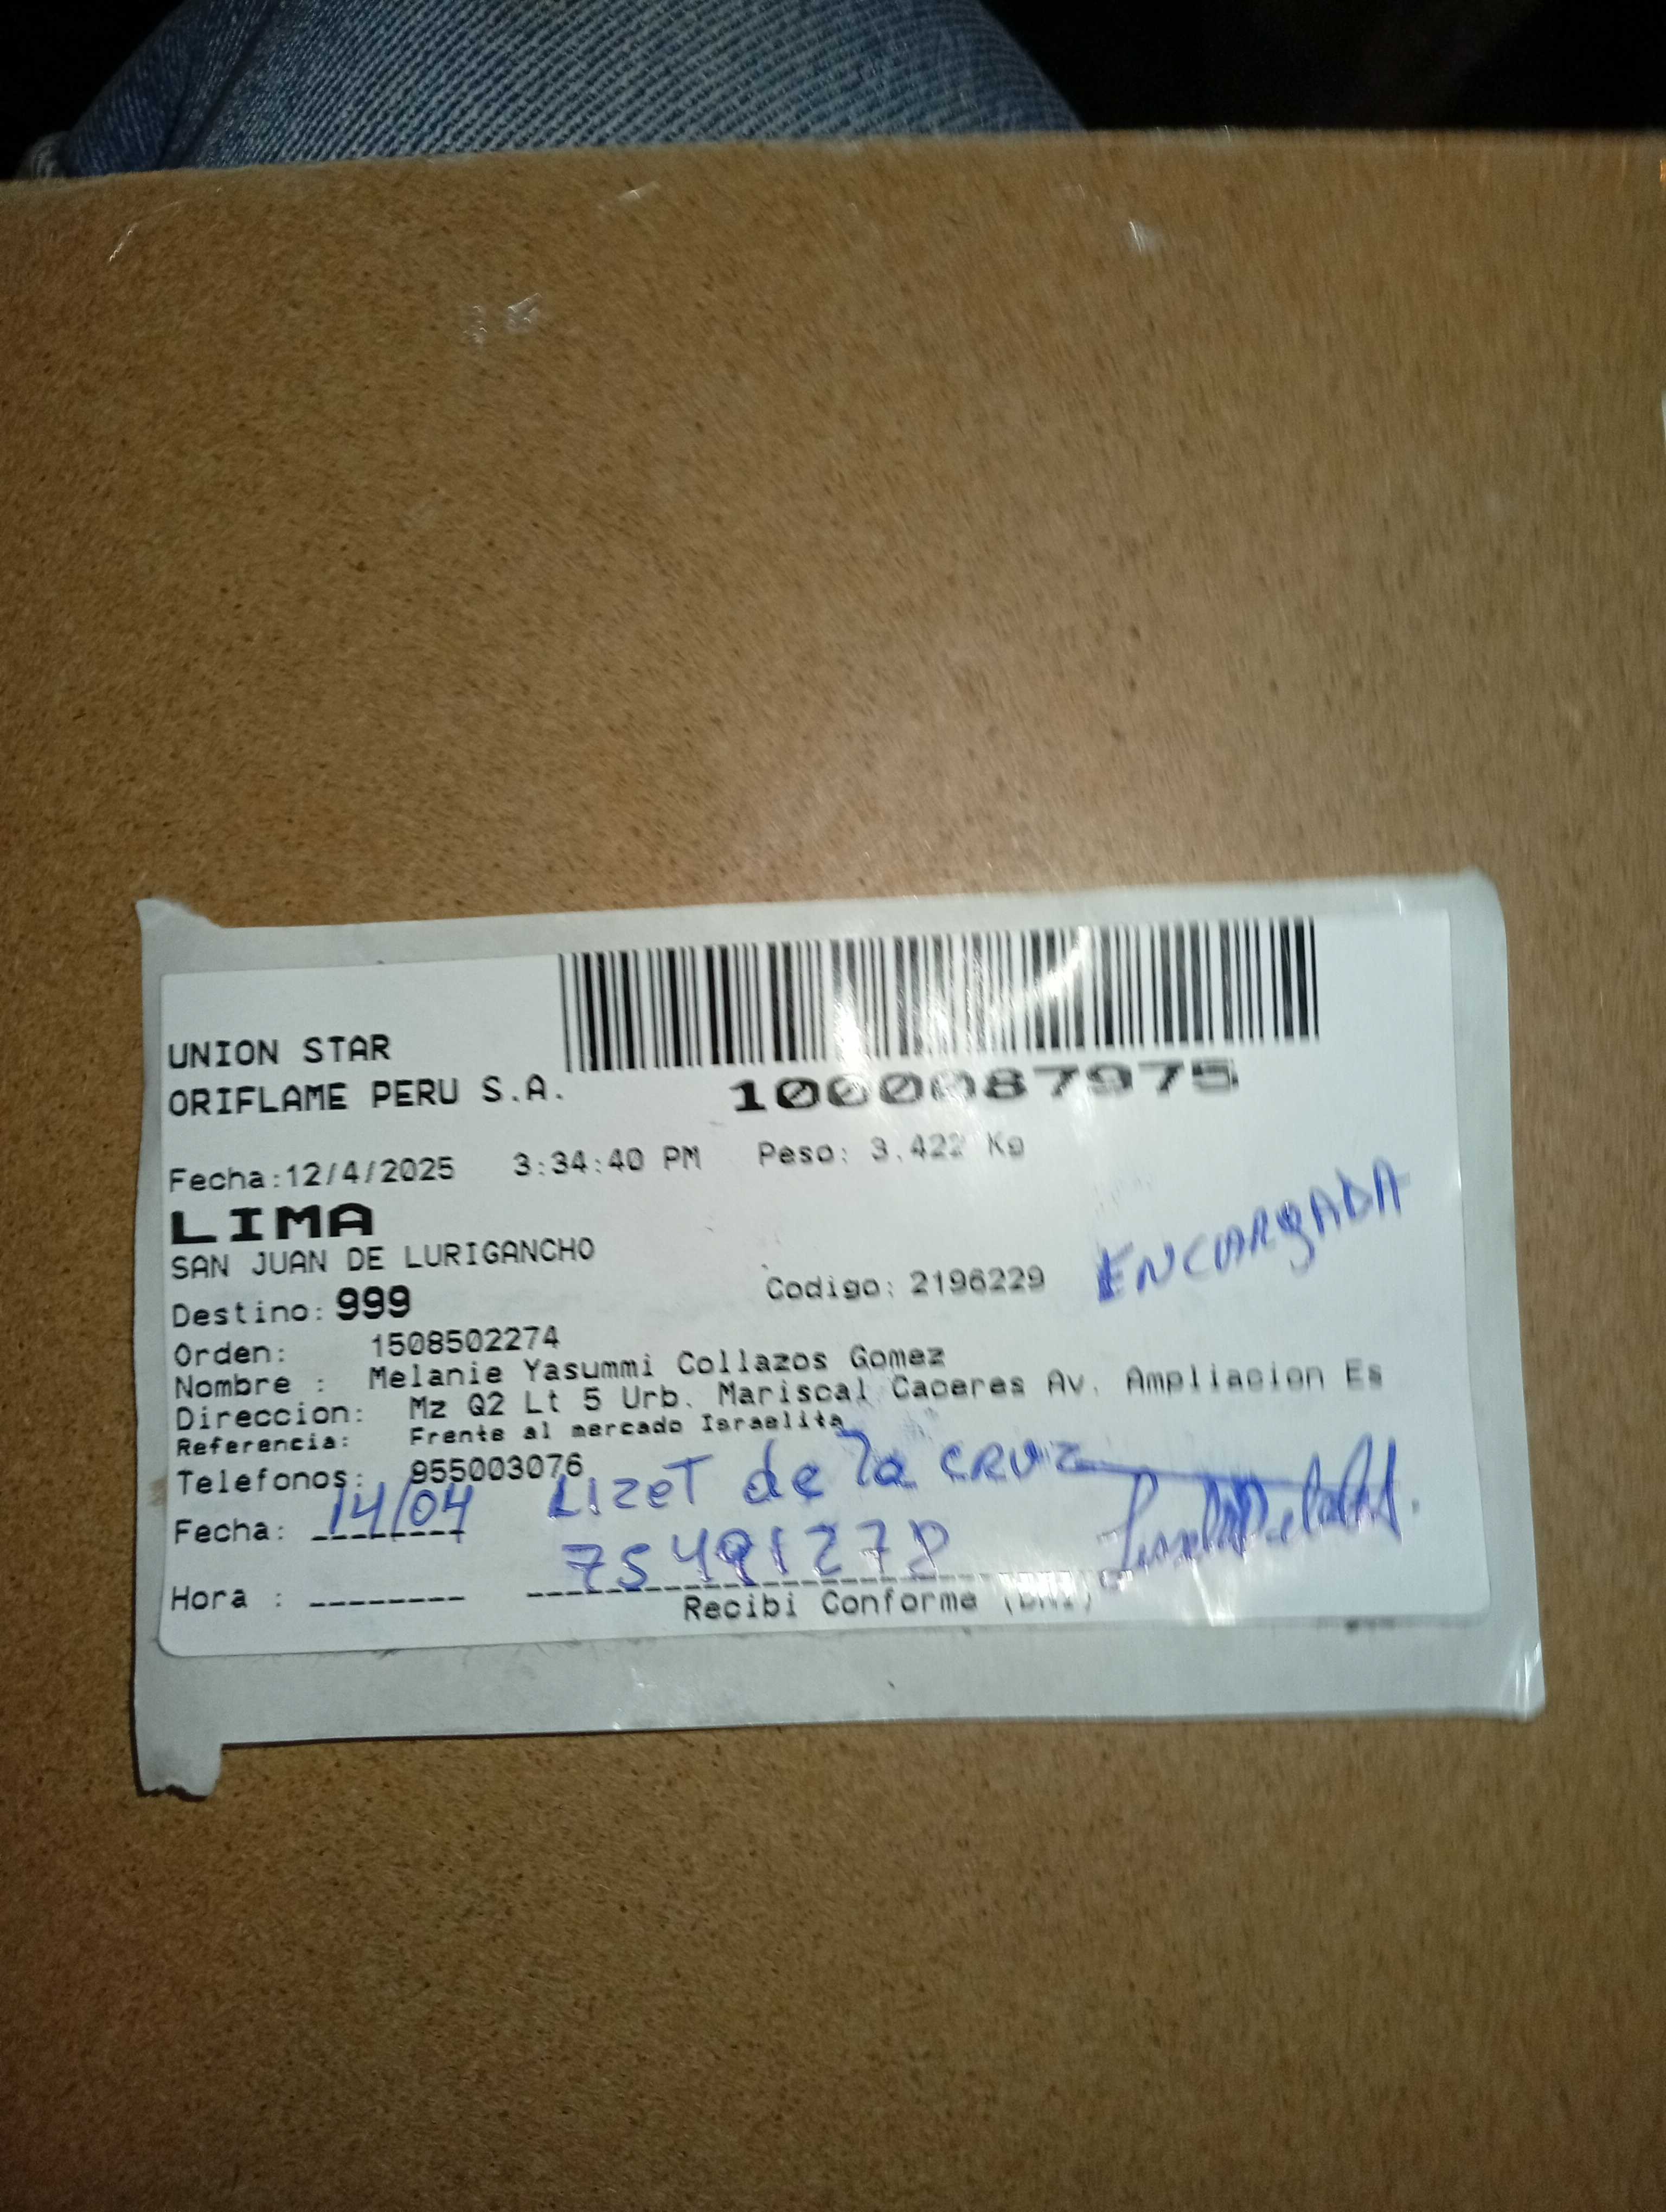 UNION STAR
ORIFLAME PERU S.A.
1000087975
Fecha:12/4/2025 3:34:40 PM Peso: 3.422 Kg
LIMA
SAN JUAN DE LURIGANCHO
ENCARgADA
Destino: 999 Codigo: 2196229
Orden: 1508502274
Nombre : Melanie Yasummi Collazos Gomez
Direccion: Mz Q2 Lt 5 Urb. Mariscal Caceres Av. Ampliacion Es
Referencia: Frente al mercado Israelita
Telefonos: 955003076
Lizet de la cruz
Fecha: 14/04
Hora :
Recibi Conforme (DNI)